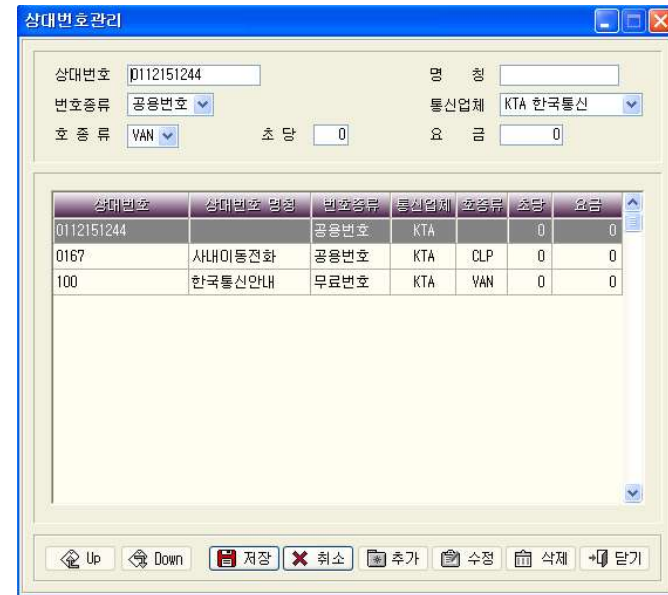 상대번호관리
상대번호 0112151244 명 칭
번호종류 공용번호 통신업체 KTA 한국통신
호 종 류 VAN 초 당 0 요 금 0
상대번호 상대번호 명칭 번호종류 통신업체 호종류 초당 요금
0112151244 공용번호 KTA 0 0
0167 사내이동전화 공용번호 KTA CLP 0 0
100 한국통신안내 무료번호 KTA VAN 0 0
Up Down 저장 취소 추가 수정 삭제 닫기